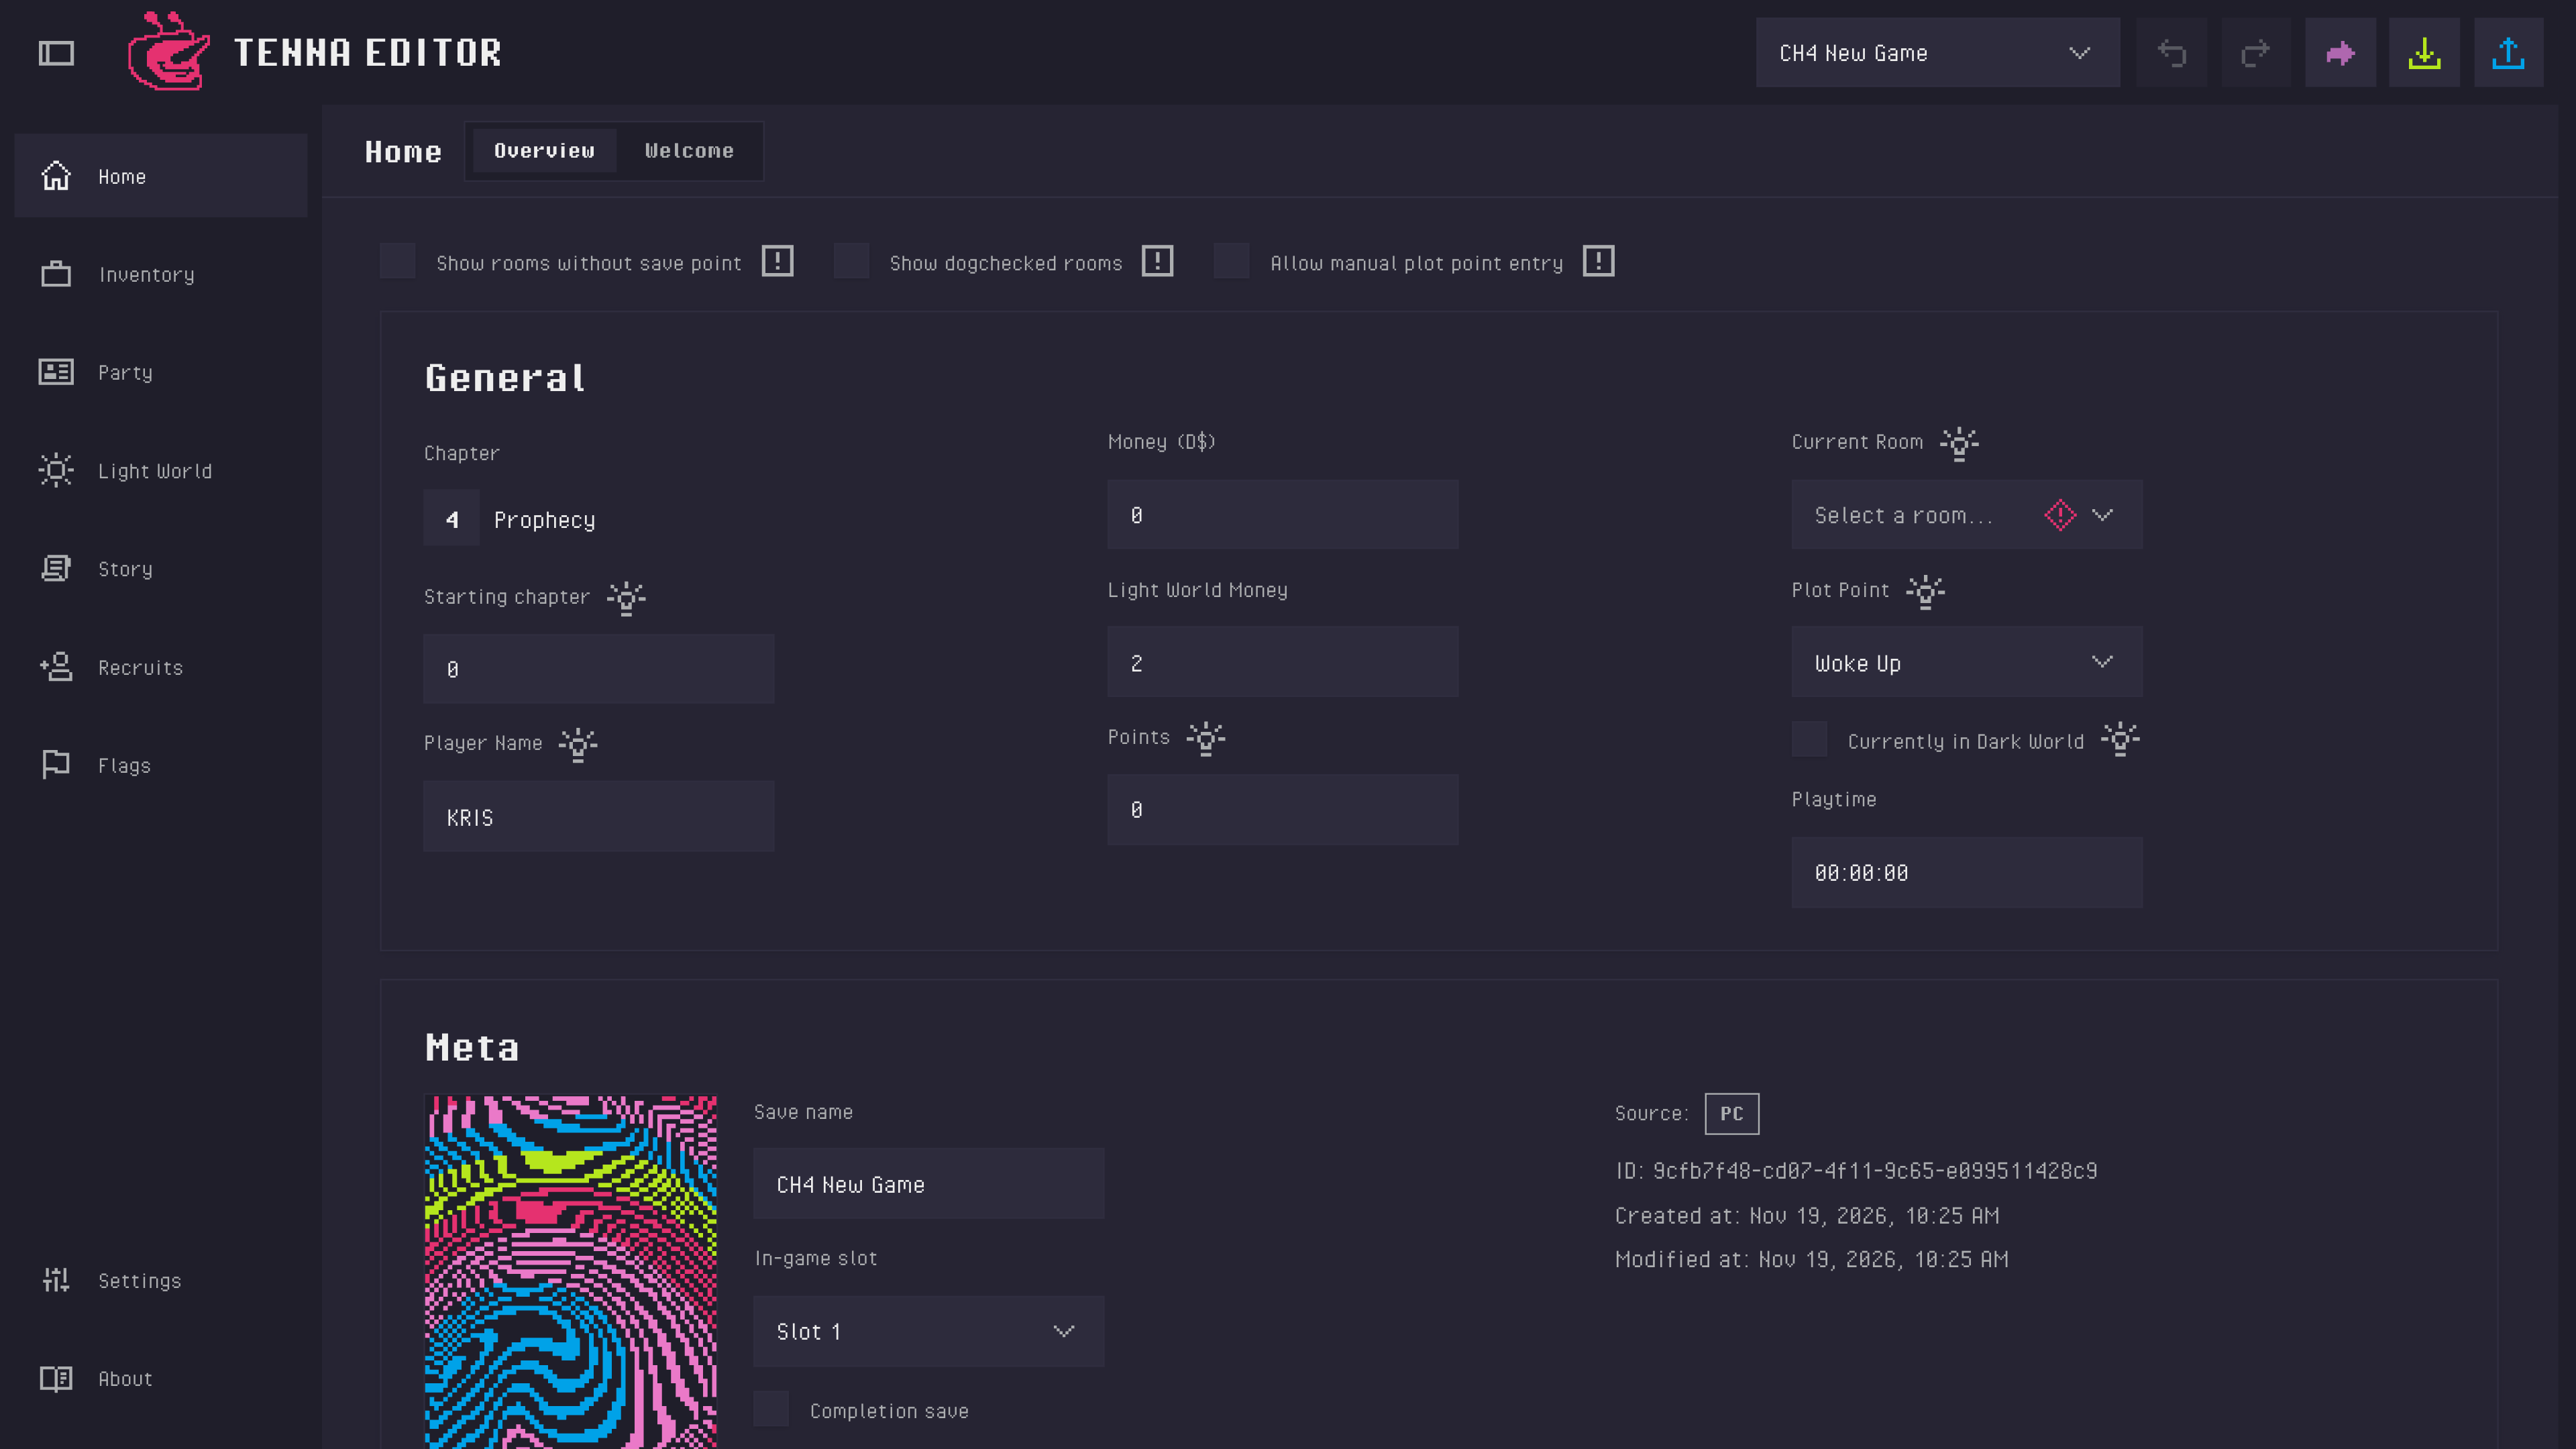 TENNA EDITOR
CH4 New Game
Home
Inventory
Party
Light World
Story
Recruits
Flags
Settings
About
Home
Overview
Welcome
Show rooms without save point
Show dogchecked rooms
Allow manual plot point entry
General
Chapter
4
Prophecy
Starting chapter
0
Player Name
KRIS
Money (D$)
0
Light World Money
2
Points
0
Current Room
Select a room...
Plot Point
Woke Up
Currently in Dark World
Playtime
00:00:00
Meta
Save name
CH4 New Game
In-game slot
Slot 1
Completion save
Source: PC
ID: 9cfb7f48-cd07-4f11-9c65-e099511428c9
Created at: Nov 19, 2026, 10:25 AM
Modified at: Nov 19, 2026, 10:25 AM